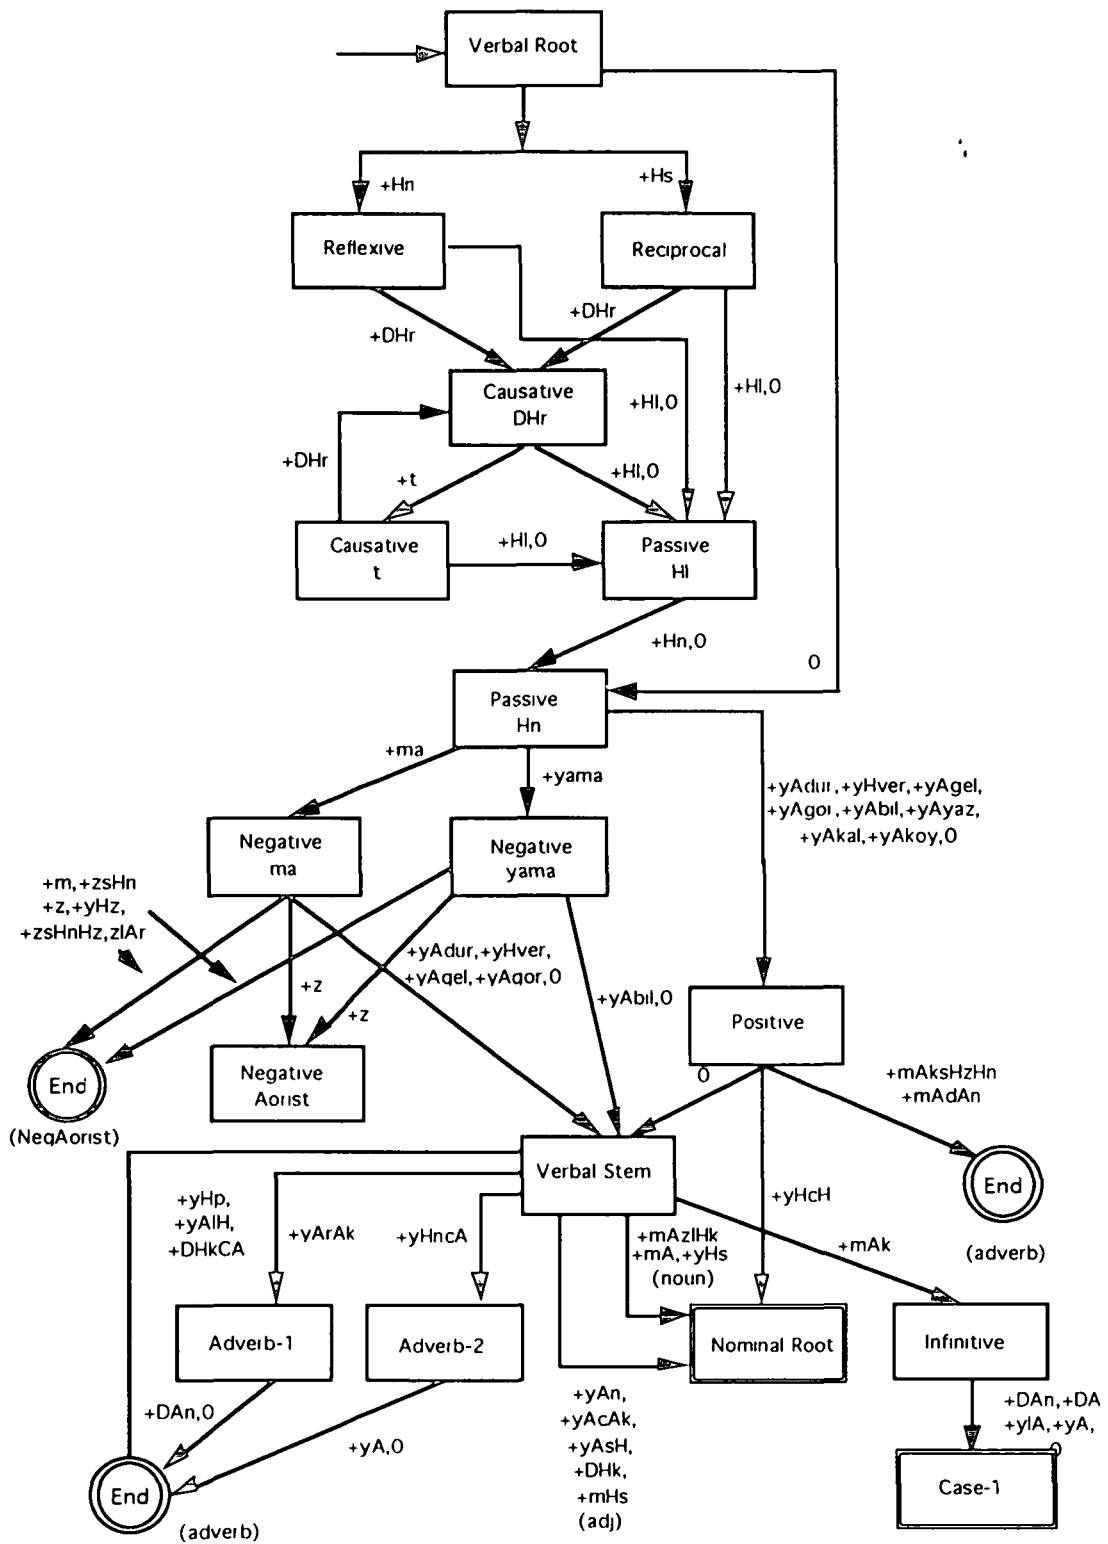 Verbal Root
+Hn
+Hs
Reflexive
Reciprocal
+DHr
+DHr
Causative
DHr
+HI,0
+HI,0
+DHr
+t
+HI,0
Causative
t
+HI,0
Passive
HI
+Hn,0
0
Passive
Hn
+ma
+yama
+yAdur,+yHver,+yAgel,
+yAgor,+yAbil,+yAyaz,
+yAkal,+yAkoy,0
Negative
ma
Negative
yama
+m,+zsHn
+z,+yHz,
+zsHnHz,zlAr
+yAdur,+yHver,
+yAgel,+yAgor,0
+z
+z
+yAbil,0
Positive
0
+mAksHzHn
+mAdAn
End
(NegAorist)
Negative
Aorist
Verbal Stem
End
(adverb)
+yHp,
+yAlH,
+DHkCA
+yArAk
+yHncA
+mAzlHk
+mA,+yHs
(noun)
+yHcH
+mAk
Adverb-1
Adverb-2
Nominal Root
Infinitive
+DAn,0
+yA,0
+yAn,
+yAcAk,
+yAsH,
+DHk,
+mHs
(adj)
+DAn,+DA
+ylA,+yA,
0
Case-1
End
(adverb)